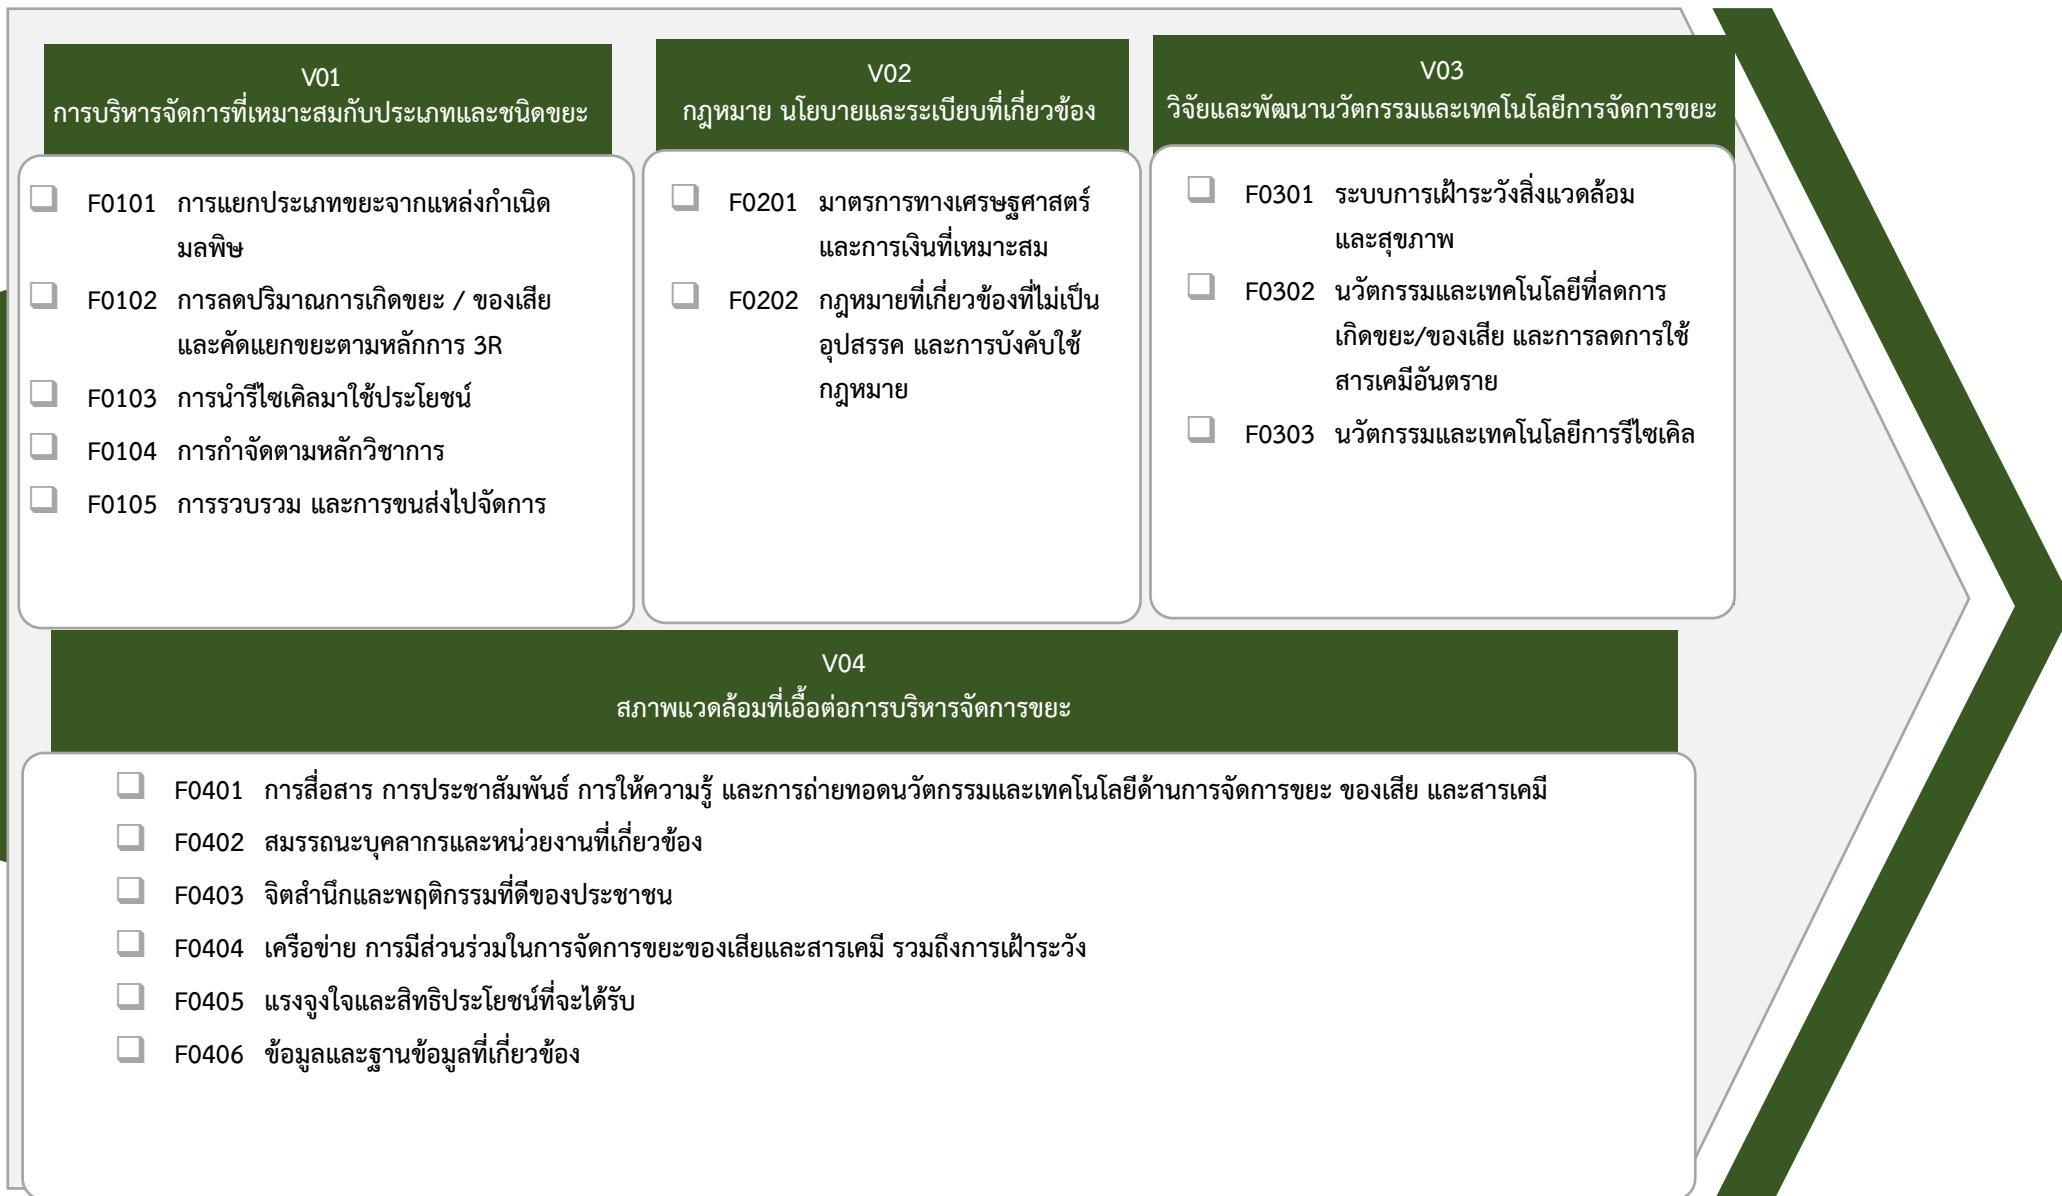 V01
การบริหารจัดการที่เหมาะสมกับประเภทและชนิดขยะ
F0101 การแยกประเภทขยะจากแหล่งกำเนิด
มลพิษ
F0102 การลดปริมาณการเกิดขยะ / ของเสีย
และคัดแยกขยะตามหลักการ 3R
F0103 การนำรีไซเคิลมาใช้ประโยชน์
F0104 การกำจัดตามหลักวิชาการ
F0105 การรวบรวม และการขนส่งไปจัดการ
V02
กฎหมาย นโยบายและระเบียบที่เกี่ยวข้อง
F0201 มาตรการทางเศรษฐศาสตร์
และการเงินที่เหมาะสม
F0202 กฎหมายที่เกี่ยวข้องที่ไม่เป็น
อุปสรรค และการบังคับใช้
กฎหมาย
V03
วิจัยและพัฒนานวัตกรรมและเทคโนโลยีการจัดการขยะ
F0301 ระบบการเฝ้าระวังสิ่งแวดล้อม
และสุขภาพ
F0302 นวัตกรรมและเทคโนโลยีที่ลดการ
เกิดขยะ/ของเสีย และการลดการใช้
สารเคมีอันตราย
F0303 นวัตกรรมและเทคโนโลยีการรีไซเคิล
V04
สภาพแวดล้อมที่เอื้อต่อการบริหารจัดการขยะ
F0401 การสื่อสาร การประชาสัมพันธ์ การให้ความรู้ และการถ่ายทอดนวัตกรรมและเทคโนโลยีด้านการจัดการขยะ ของเสีย และสารเคมี
F0402 สมรรถนะบุคลากรและหน่วยงานที่เกี่ยวข้อง
F0403 จิตสำนึกและพฤติกรรมที่ดีของประชาชน
F0404 เครือข่าย การมีส่วนร่วมในการจัดการขยะของเสียและสารเคมี รวมถึงการเฝ้าระวัง
F0405 แรงจูงใจและสิทธิประโยชน์ที่จะได้รับ
F0406 ข้อมูลและฐานข้อมูลที่เกี่ยวข้อง